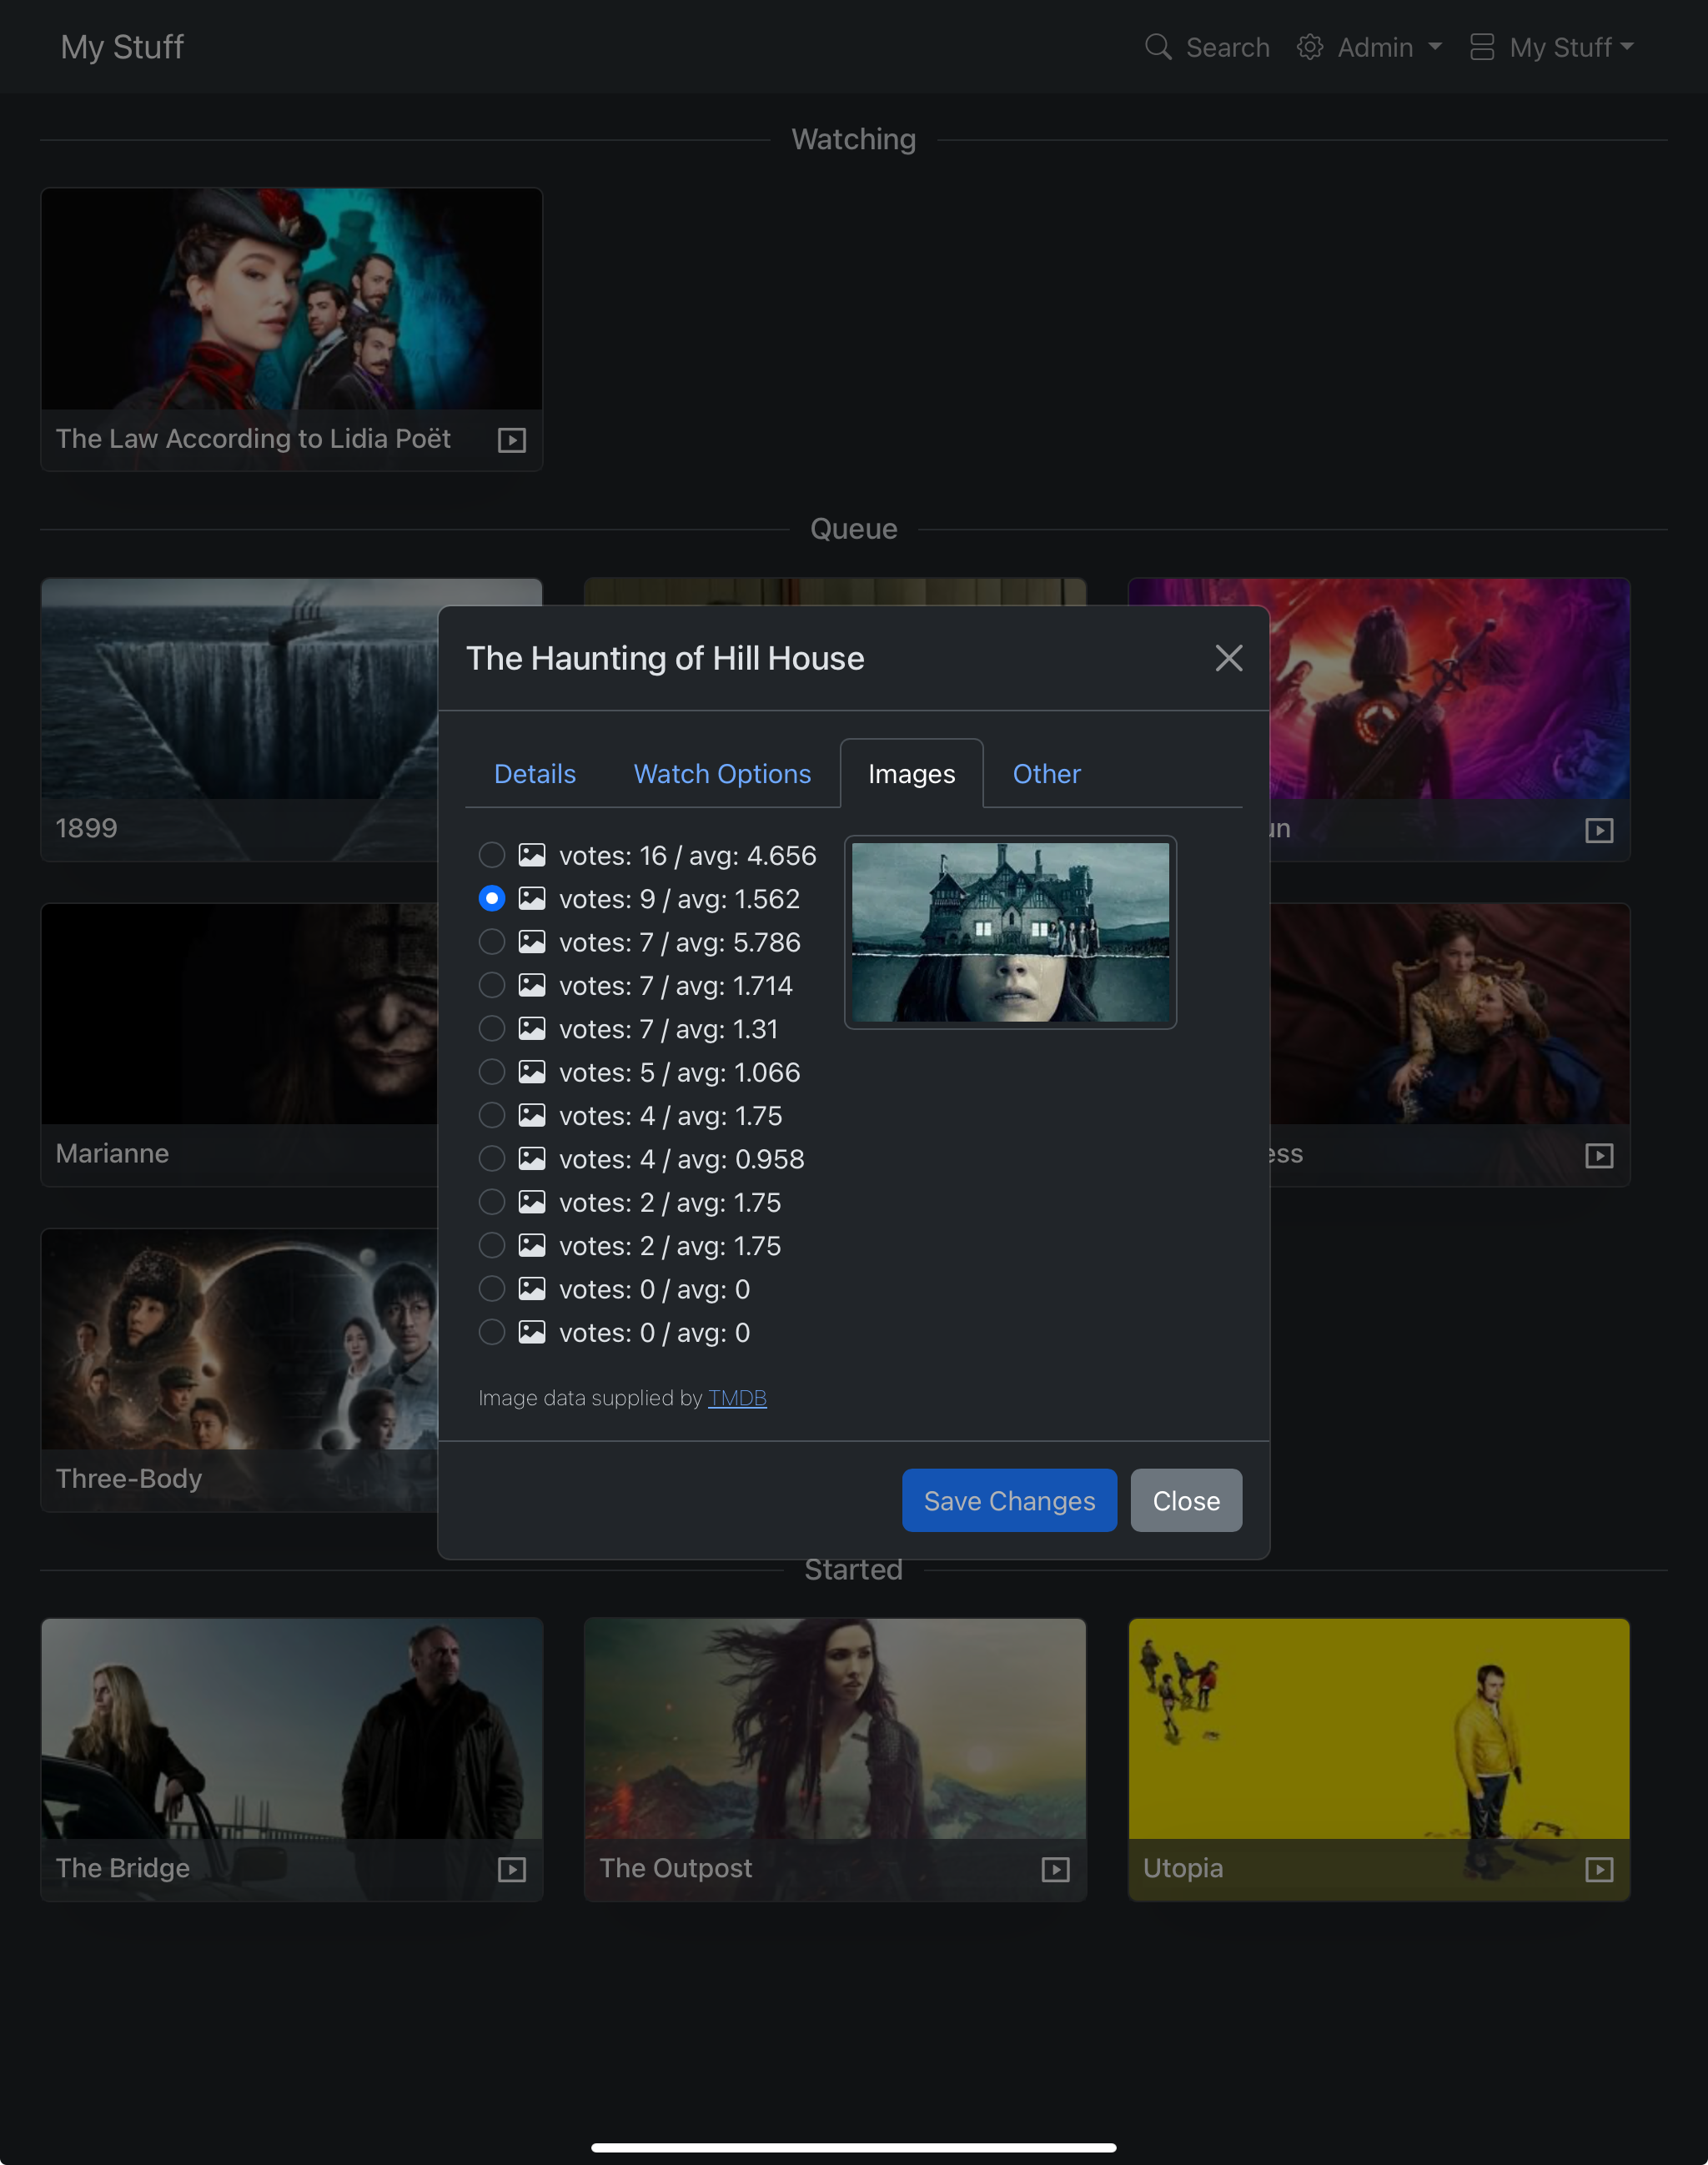 My Stuff
Search
Admin
My Stuff
Watching
The Law According to Lidia Poët
Queue
1899
un
Marianne
ess
Three-Body
The Haunting of Hill House
Details
Watch Options
Images
Other
votes: 16 / avg: 4.656
votes: 9 / avg: 1.562
votes: 7 / avg: 5.786
votes: 7 / avg: 1.714
votes: 7 / avg: 1.31
votes: 5 / avg: 1.066
votes: 4 / avg: 1.75
votes: 4 / avg: 0.958
votes: 2 / avg: 1.75
votes: 2 / avg: 1.75
votes: 0 / avg: 0
votes: 0 / avg: 0
Image data supplied by TMDB
Save Changes
Close
Started
The Bridge
The Outpost
Utopia